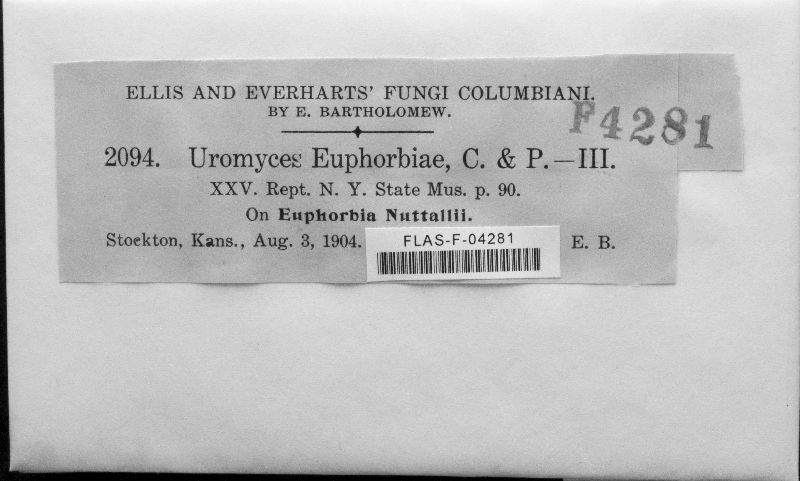 ELLIS AND EVERHARTS' FUNGI COLUMBIANI.
BY E. BARTHOLOMEW.
F4281
2094. Uromyces Euphorbiae, C. & P.—III.
XXV. Rept. N. Y. State Mus. p. 90.
On Euphorbia Nuttallii.
Stockton, Kans., Aug. 3, 1904. E. B.
FLAS-F-04281